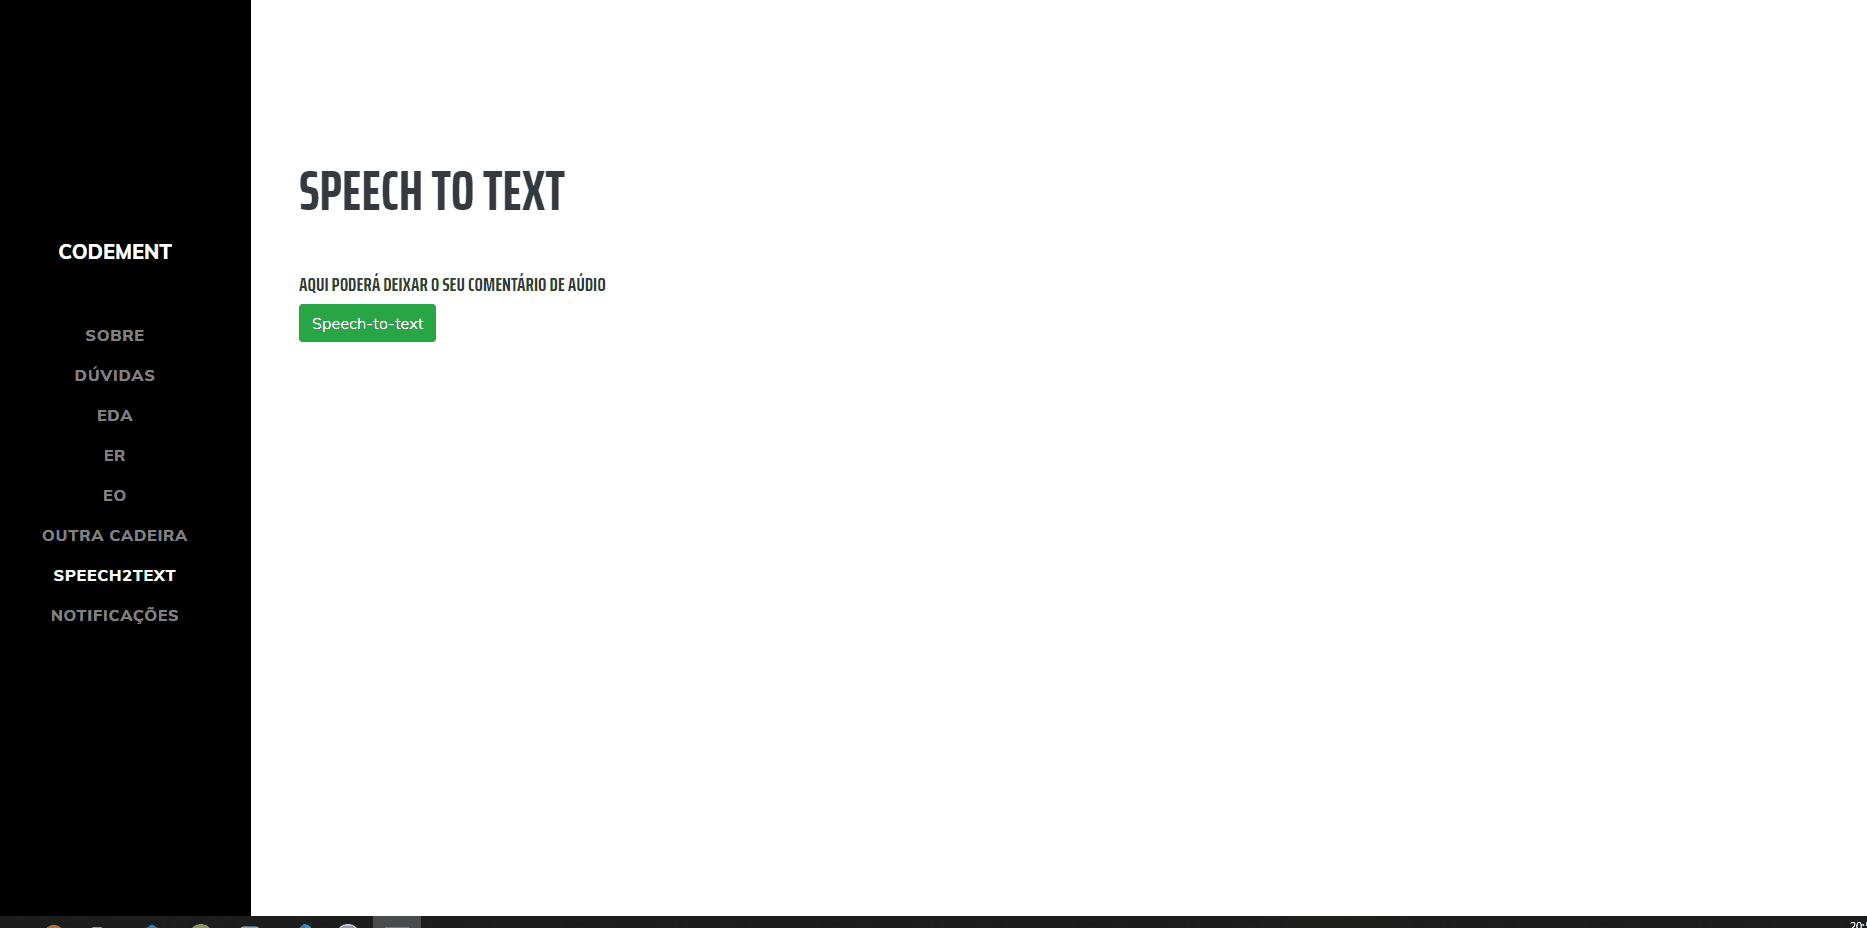 CODEMENT
SOBRE
DÚVIDAS
EDA
ER
EO
OUTRA CADEIRA
SPEECH2TEXT
NOTIFICAÇÕES
SPEECH TO TEXT
AQUI PODERÁ DEIXAR O SEU COMENTÁRIO DE AÚDIO
Speech-to-text